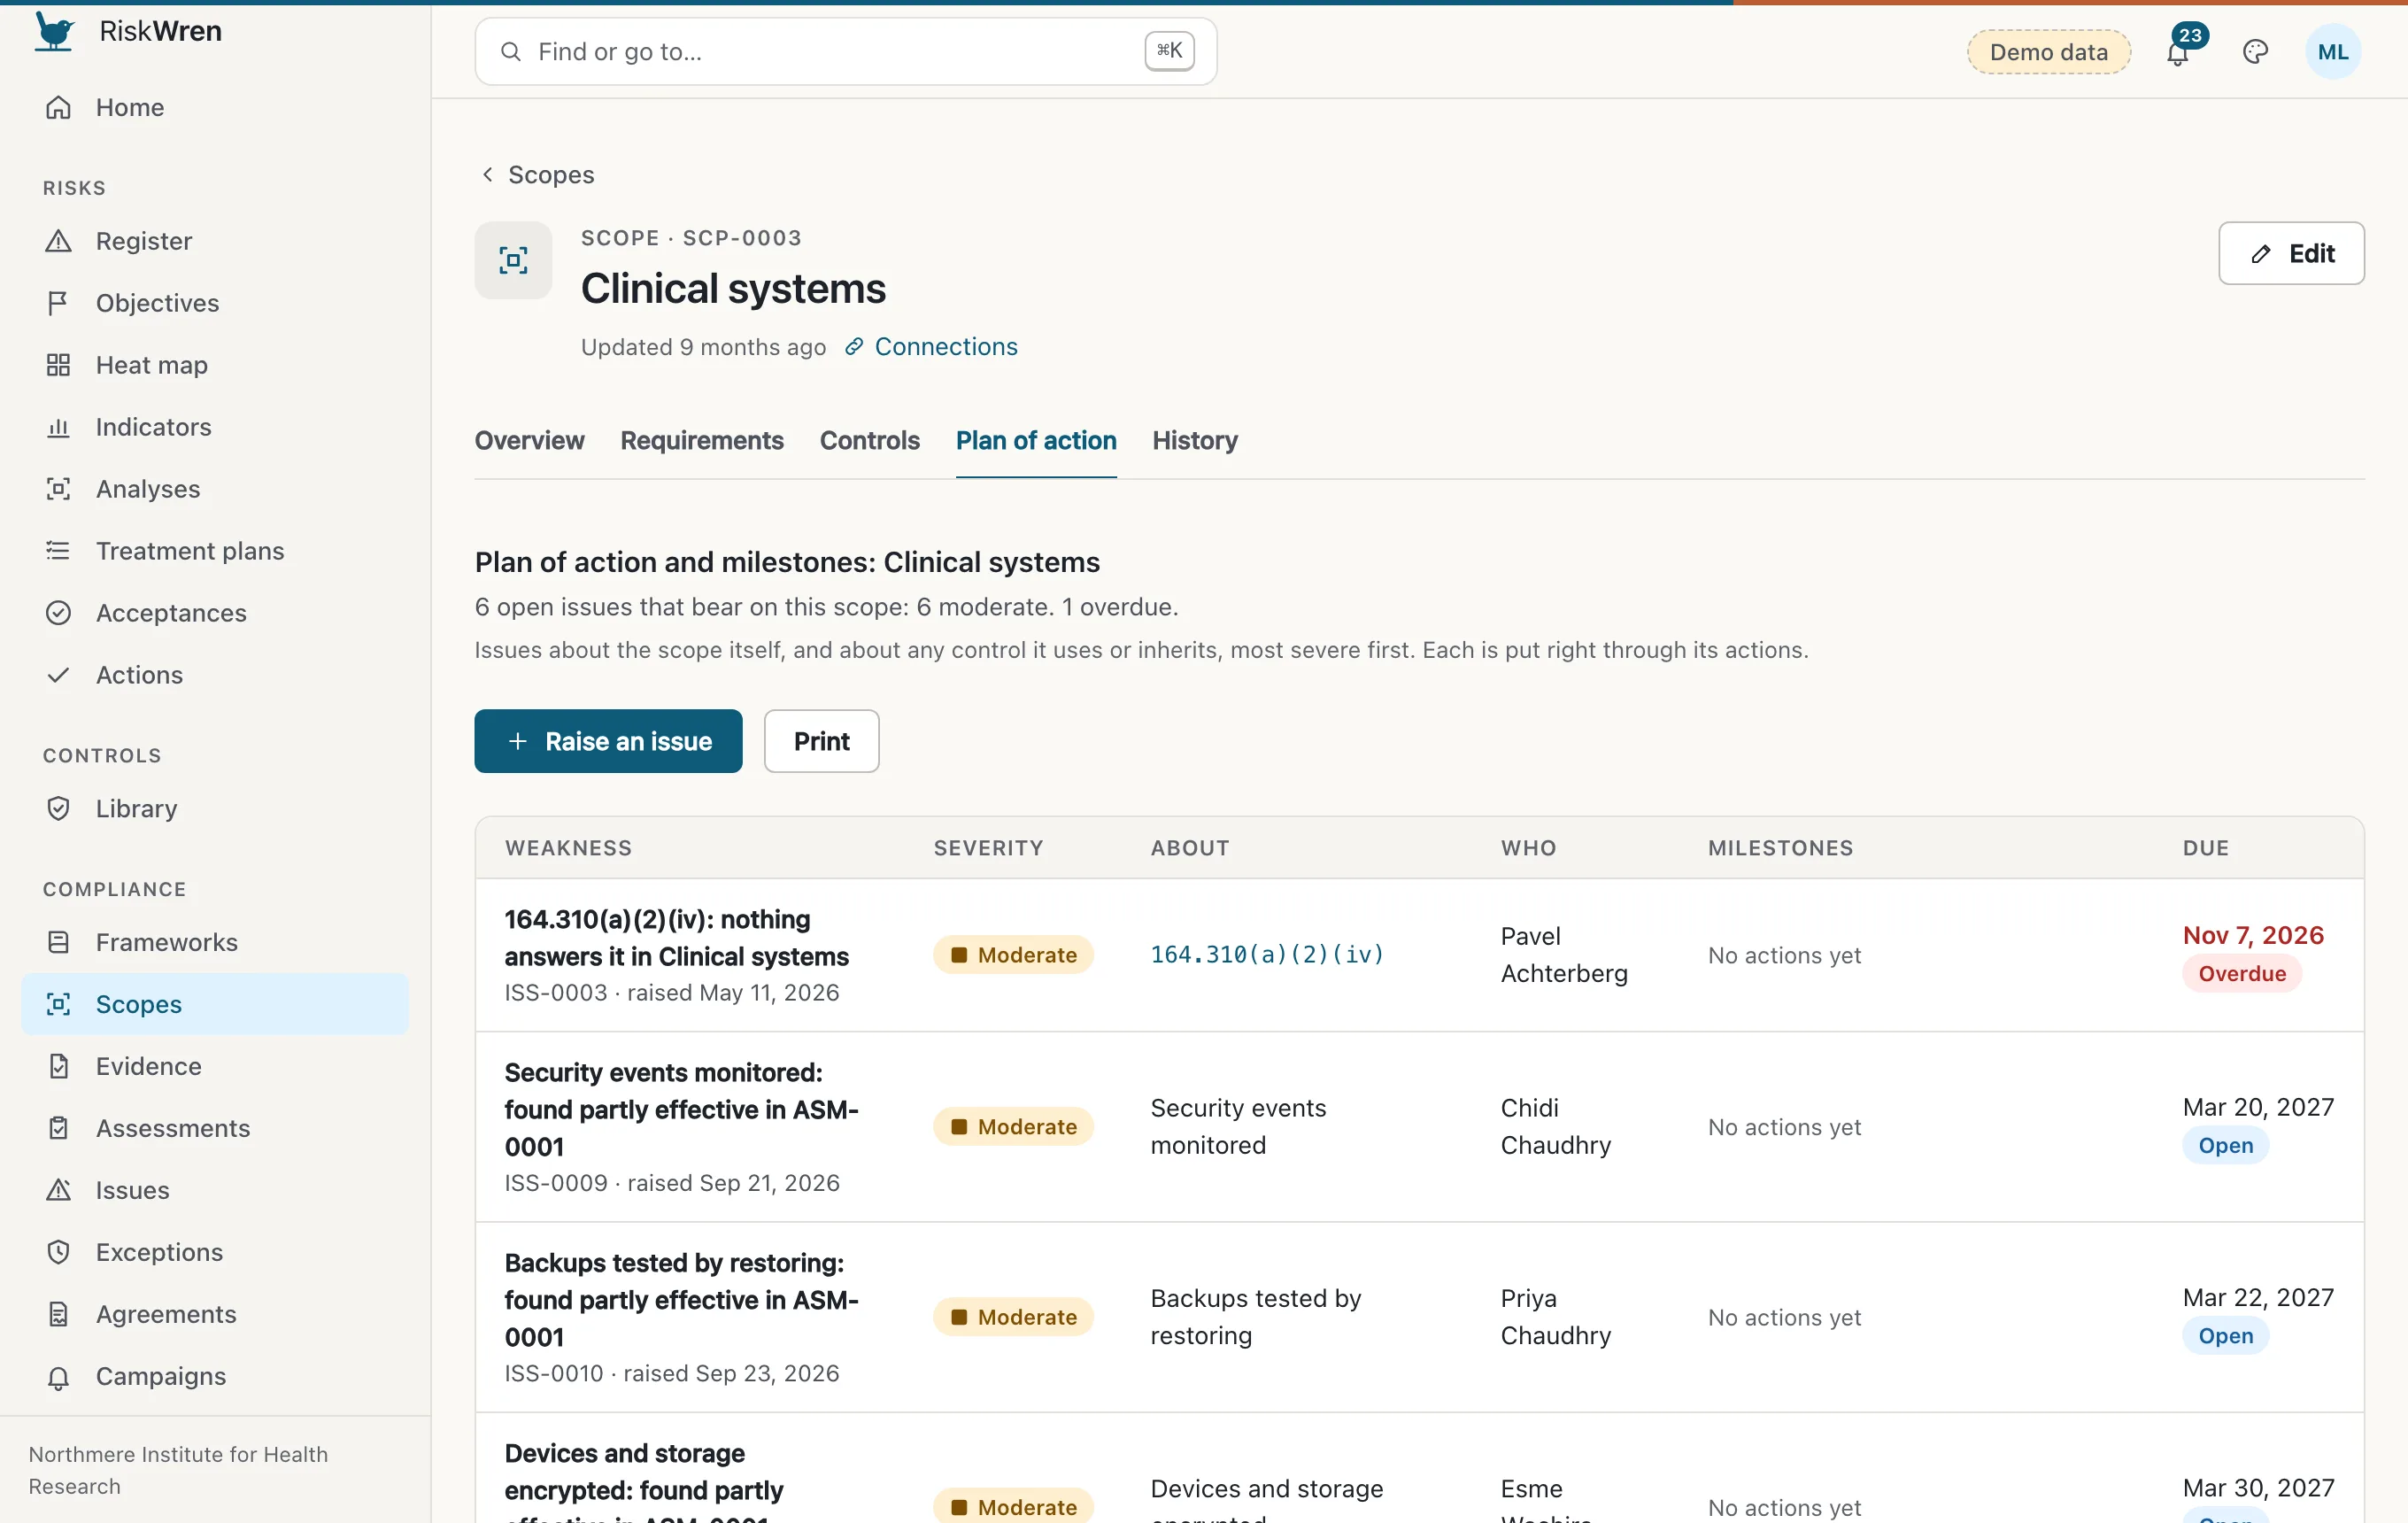 RiskWren
Find or go to...
⌘K
Demo data
23
ML
Home
RISKS
Register
Objectives
Heat map
Indicators
Analyses
Treatment plans
Acceptances
Actions
CONTROLS
Library
COMPLIANCE
Frameworks
Scopes
Evidence
Assessments
Issues
Exceptions
Agreements
Campaigns
Northmere Institute for Health
Research
Scopes
SCOPE · SCP-0003
Clinical systems
Updated 9 months ago
Connections
Edit
Overview
Requirements
Controls
Plan of action
History
Plan of action and milestones: Clinical systems
6 open issues that bear on this scope: 6 moderate. 1 overdue.
Issues about the scope itself, and about any control it uses or inherits, most severe first. Each is put right through its actions.
Raise an issue
Print
WEAKNESS
SEVERITY
ABOUT
WHO
MILESTONES
DUE
164.310(a)(2)(iv): nothing
answers it in Clinical systems
ISS-0003 · raised May 11, 2026
Moderate
164.310(a)(2)(iv)
Pavel
Achterberg
No actions yet
Nov 7, 2026
Overdue
Security events monitored:
found partly effective in ASM-
0001
ISS-0009 · raised Sep 21, 2026
Moderate
Security events
monitored
Chidi
Chaudhry
No actions yet
Mar 20, 2027
Open
Backups tested by restoring:
found partly effective in ASM-
0001
ISS-0010 · raised Sep 23, 2026
Moderate
Backups tested by
restoring
Priya
Chaudhry
No actions yet
Mar 22, 2027
Open
Devices and storage
encrypted: found partly
effective in ASM-0001
Moderate
Devices and storage
encrypted
Esme
No actions yet
Mar 30, 2027
Open